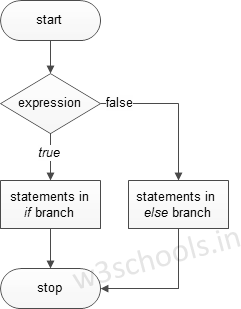 start
expression
false
true
statements in
if branch
statements in
else branch
stop
w3schools.in